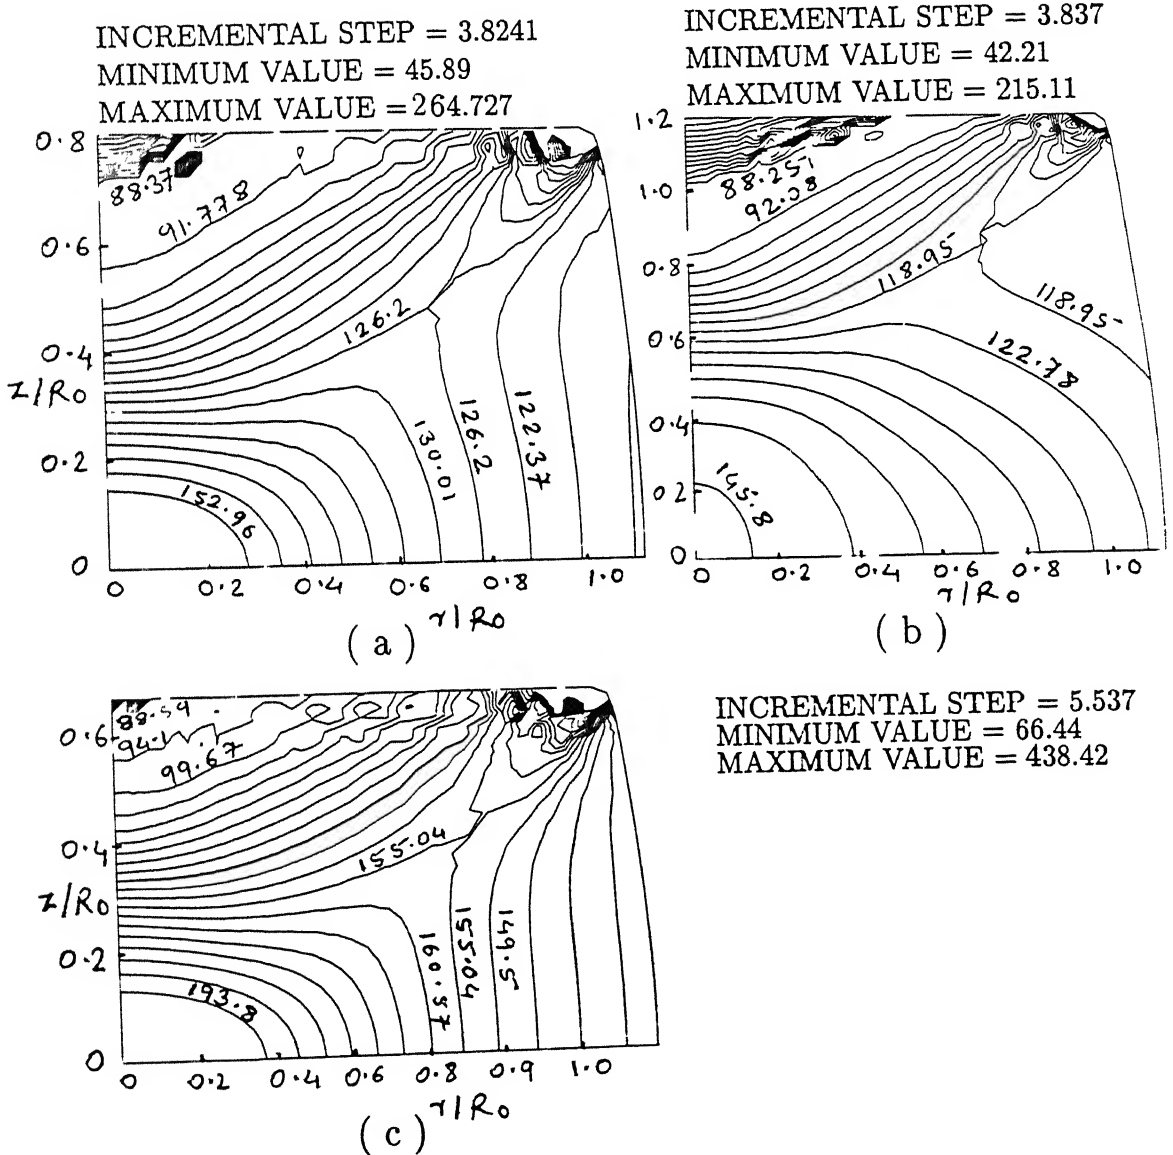 INCREMENTAL STEP = 3.8241
MINIMUM VALUE = 45.89
MAXIMUM VALUE =264.727
0.8
0.6
0.4
z/R0
0.2
0
88.37
91.778
126.2
130.01
126.2
122.37
152.96
0 0.2 0.4 0.6 0.8 1.0
r/R0
( a )
INCREMENTAL STEP = 3.837
MINIMUM VALUE = 42.21
MAXIMUM VALUE = 215.11
1.2
1.0
0.8
0.6
0.4
0.2
0
88.251
92.08
118.95
118.95
122.78
145.8
0 0.2 0.4 0.6 0.8 1.0
r/R0
( b )
0.6
0.4
z/R0
0.2
0
88.59
94.1
99.67
155.04
160.57
155.04
149.5
193.8
0 0.2 0.4 0.6 0.8 0.9 1.0
r/R0
( c )
INCREMENTAL STEP = 5.537
MINIMUM VALUE = 66.44
MAXIMUM VALUE = 438.42